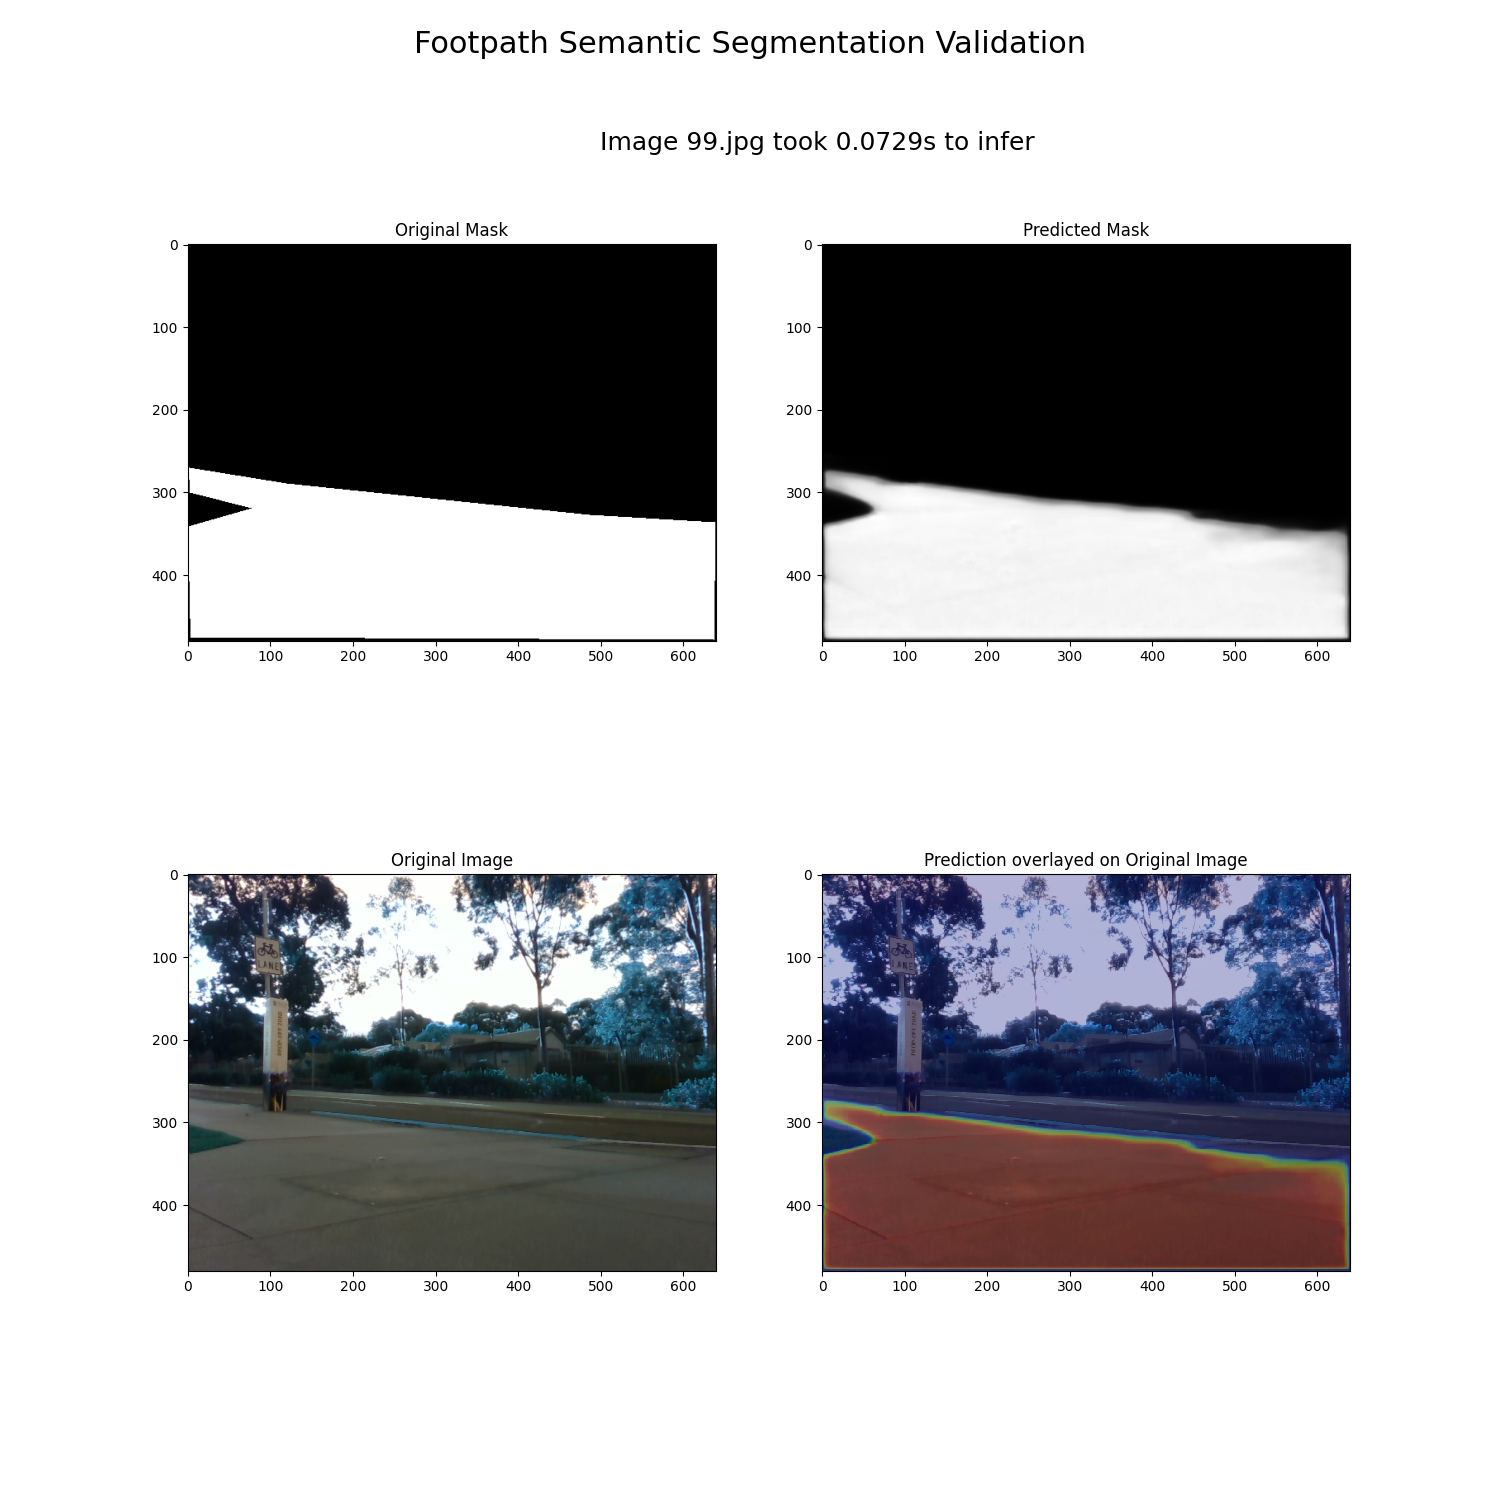 Footpath Semantic Segmentation Validation
Image 99.jpg took 0.0729s to infer
Original Mask
0
100
200
300
400
0 100 200 300 400 500 600
Predicted Mask
0
100
200
300
400
0 100 200 300 400 500 600
Original Image
0
100
200
300
400
LANE
0 100 200 300 400 500 600
Prediction overlayed on Original Image
0
100
200
300
400
LANE
0 100 200 300 400 500 600